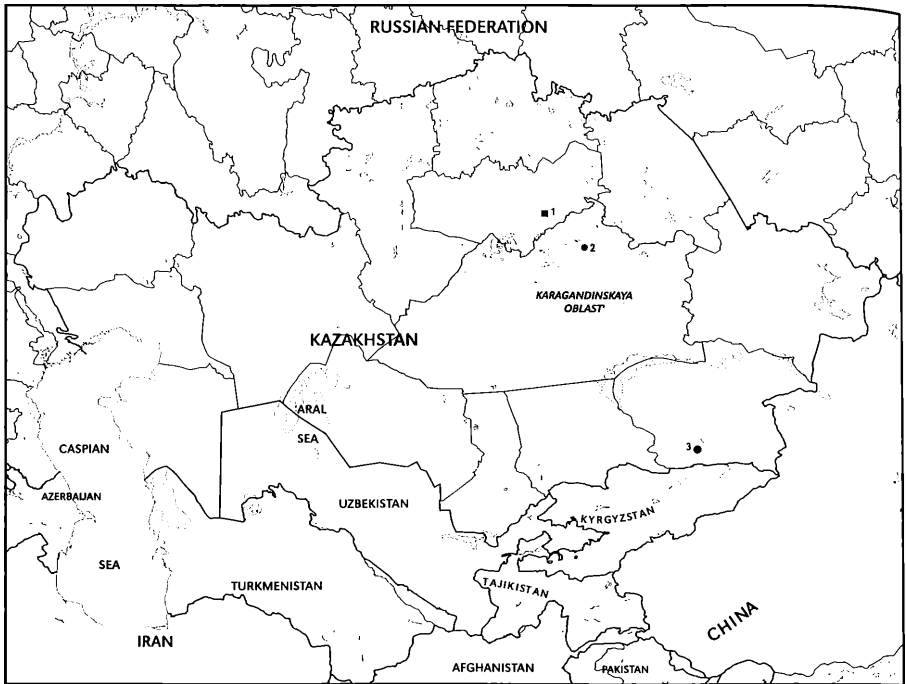 RUSSIAN FEDERATION
1
2
KARAGANDINSKAYA
OBLAST'
KAZAKHSTAN
ARAL
SEA
CASPIAN
3
AZERBAIJAN
UZBEKISTAN
KYRGYZSTAN
SEA
TURKMENISTAN
TAJIKISTAN
CHINA
IRAN
AFGHANISTAN
PAKISTAN